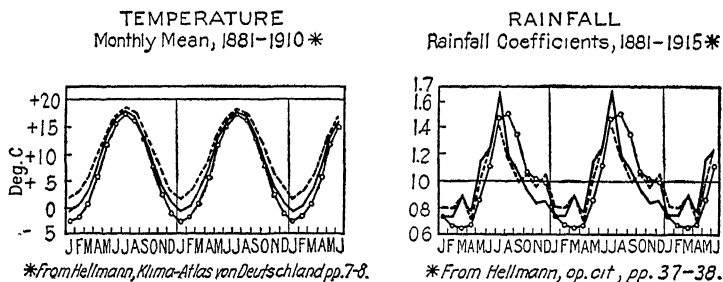 TEMPERATURE
Monthly Mean, 1881-1910 *
Deg. C
+20
+15
+10
+ 5
0
- 5
J F M A M J J A S O N D J F M A M J J A S O N D J F M A M J
*From Hellmann, Klima-Atlas von Deutschland pp. 7-8.
RAINFALL
Rainfall Coefficients, 1881-1915*
1.7
1.6
1.4
1.2
1.0
0.8
0.6
J F M A M J J A S O N D J F M A M J J A S O N D J F M A M J
* From Hellmann, op. cit, pp. 37-38.